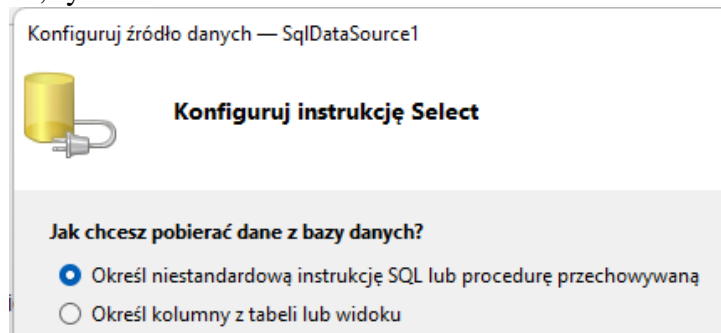 Konfiguruj źródło danych — SqlDataSource1
Konfiguruj instrukcję Select
Jak chcesz pobierać dane z bazy danych?
Określ niestandardową instrukcję SQL lub procedurę przechowywaną
Określ kolumny z tabeli lub widoku